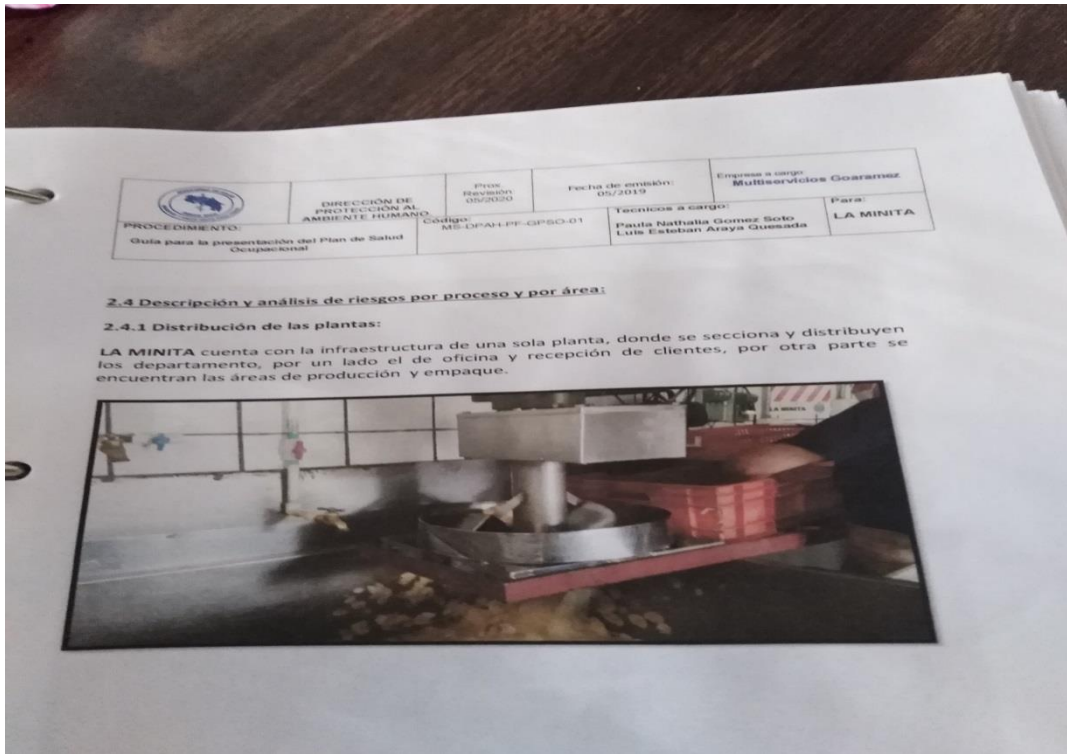 DIRECCIÓN DE
PROTECCIÓN AL
AMBIENTE HUMANO
Prox
Revisión
05/2020
Fecha de emisión:
05/2019
Empresa a cargo
Multiservicios Goaramez
PROCEDIMIENTO:
Guía para la presentación del Plan de Salud
Ocupacional
Código:
MS-DPAH-PF-GPSO-01
Tecnicos a cargo:
Paula Nathalia Gomez Soto
Luis Esteban Araya Quesada
Para:
LA MINITA
2.4 Descripción y análisis de riesgos por proceso y por área:
2.4.1 Distribución de las plantas:
LA MINITA cuenta con la infraestructura de una sola planta, donde se secciona y distribuyen
los departamento, por un lado el de oficina y recepción de clientes, por otra parte se
encuentran las áreas de producción y empaque.
LA MINITA